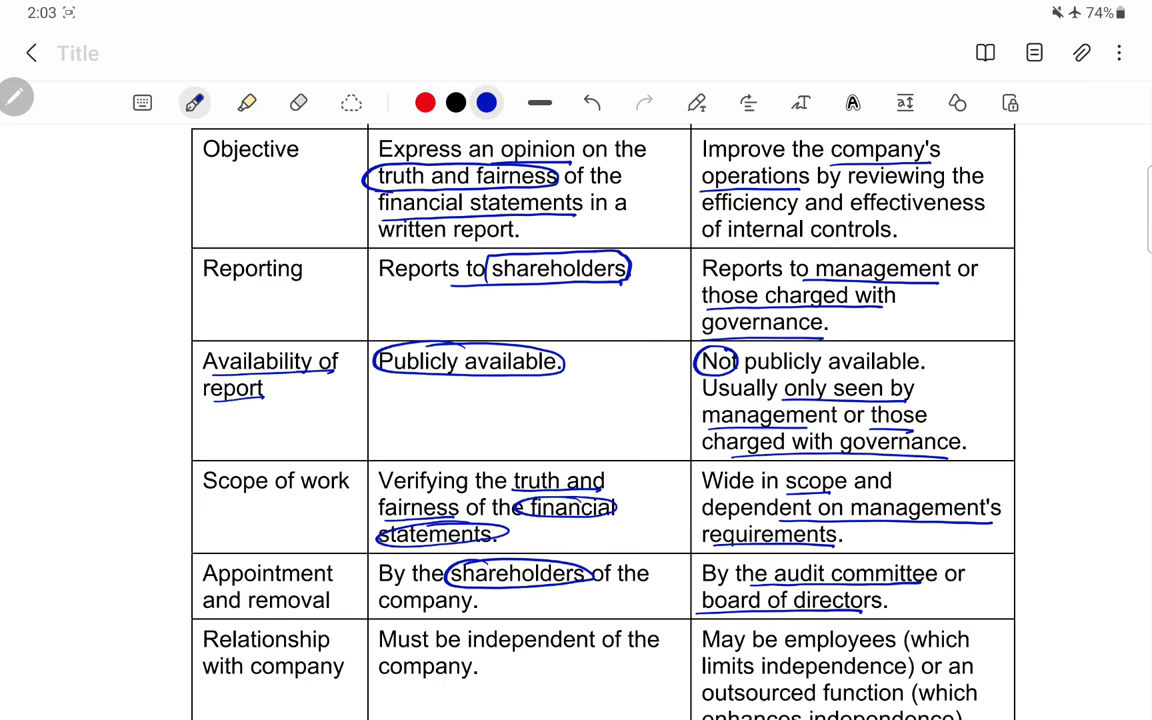 2:03
74%
Title
Objective
Express an opinion on the
truth and fairness of the
financial statements in a
written report.
Improve the company's
operations by reviewing the
efficiency and effectiveness
of internal controls.
Reporting
Reports to shareholders
Reports to management or
those charged with
governance.
Availability of
report
Publicly available.
Not publicly available.
Usually only seen by
management or those
charged with governance.
Scope of work
Verifying the truth and
fairness of the financial
statements.
Wide in scope and
dependent on management's
requirements.
Appointment
and removal
By the shareholders of the
company.
By the audit committee or
board of directors.
Relationship
with company
Must be independent of the
company.
May be employees (which
limits independence) or an
outsourced function (which
enhances independence)